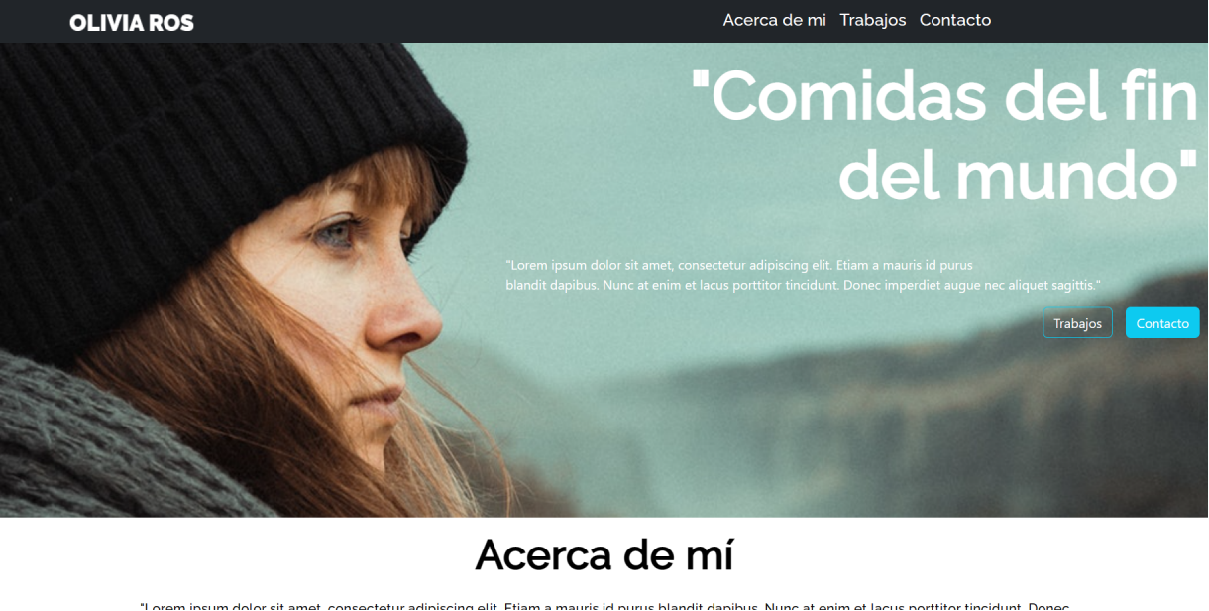 OLIVIA ROS
Acerca de mi Trabajos Contacto
"Comidas del fin
del mundo"
"Lorem ipsum dolor sit amet, consectetur adipiscing elit. Etiam a mauris id purus
blandit dapibus. Nunc at enim et lacus porttitor tincidunt. Donec imperdiet augue nec aliquet sagittis."
Trabajos Contacto
Acerca de mí
"Lorem ipsum dolor sit amet, consectetur adipiscing elit. Etiam a mauris id purus blandit dapibus. Nunc at enim et lacus porttitor tincidunt. Donec